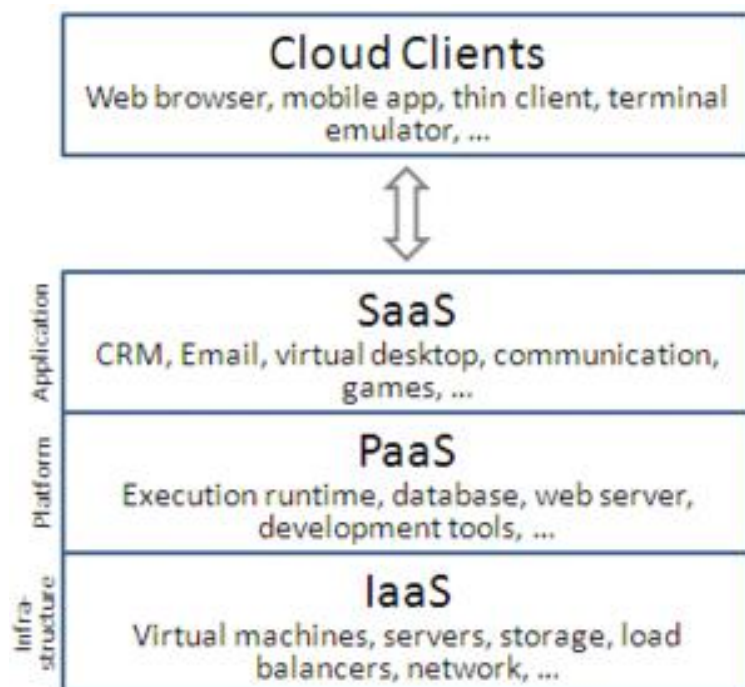 Cloud Clients
Web browser, mobile app, thin client, terminal
emulator, ...
Application
SaaS
CRM, Email, virtual desktop, communication,
games, ...
Platform
PaaS
Execution runtime, database, web server,
development tools, ...
Infra-
structure
IaaS
Virtual machines, servers, storage, load
balancers, network, ...